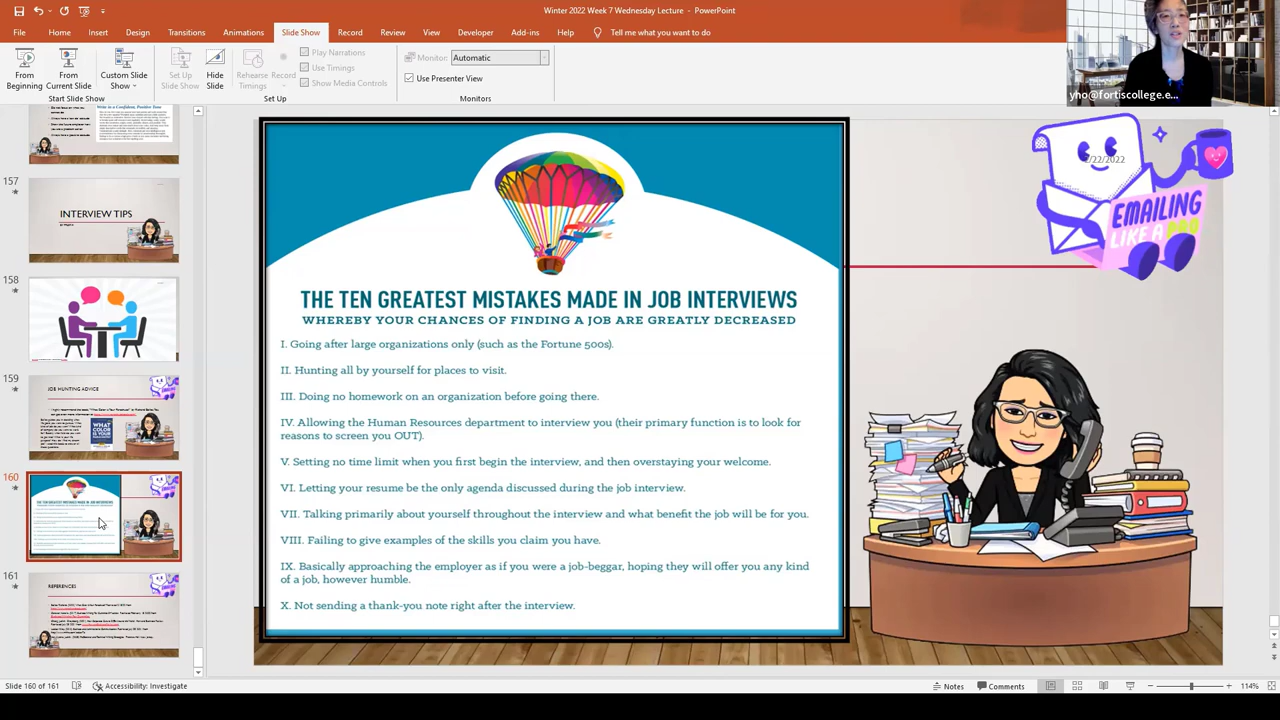 Winter 2022 Week 7 Wednesday Lecture - PowerPoint
File Home Insert Design Transitions Animations Slide Show Record Review View Developer Add-ins Help Tell me what you want to do
From Beginning
From Current Slide
Custom Slide Show
Set Up Slide Show
Hide Slide
Rehearse Timings
Record
Play Narrations
Use Timings
Show Media Controls
Monitor: Automatic
Use Presenter View
Start Slide Show
Set Up
Monitors
yho@fortiscollege.e...
157
INTERVIEW TIPS
158
159
JOB HUNTING ADVICE
WHAT COLOR IS YOUR PARACHUTE?
160
161
REFERENCES
/22/2022
EMAILING
LIKE A PRO
THE TEN GREATEST MISTAKES MADE IN JOB INTERVIEWS
WHEREBY YOUR CHANCES OF FINDING A JOB ARE GREATLY DECREASED
I. Going after large organizations only (such as the Fortune 500s).
II. Hunting all by yourself for places to visit.
III. Doing no homework on an organization before going there.
IV. Allowing the Human Resources department to interview you (their primary function is to look for
reasons to screen you OUT).
V. Setting no time limit when you first begin the interview, and then overstaying your welcome.
VI. Letting your resume be the only agenda discussed during the job interview.
VII. Talking primarily about yourself throughout the interview and what benefit the job will be for you.
VIII. Failing to give examples of the skills you claim you have.
IX. Basically approaching the employer as if you were a job-beggar, hoping they will offer you any kind
of a job, however humble.
X. Not sending a thank-you note right after the interview.
Slide 160 of 161
Accessibility: Investigate
Notes
Comments
114%